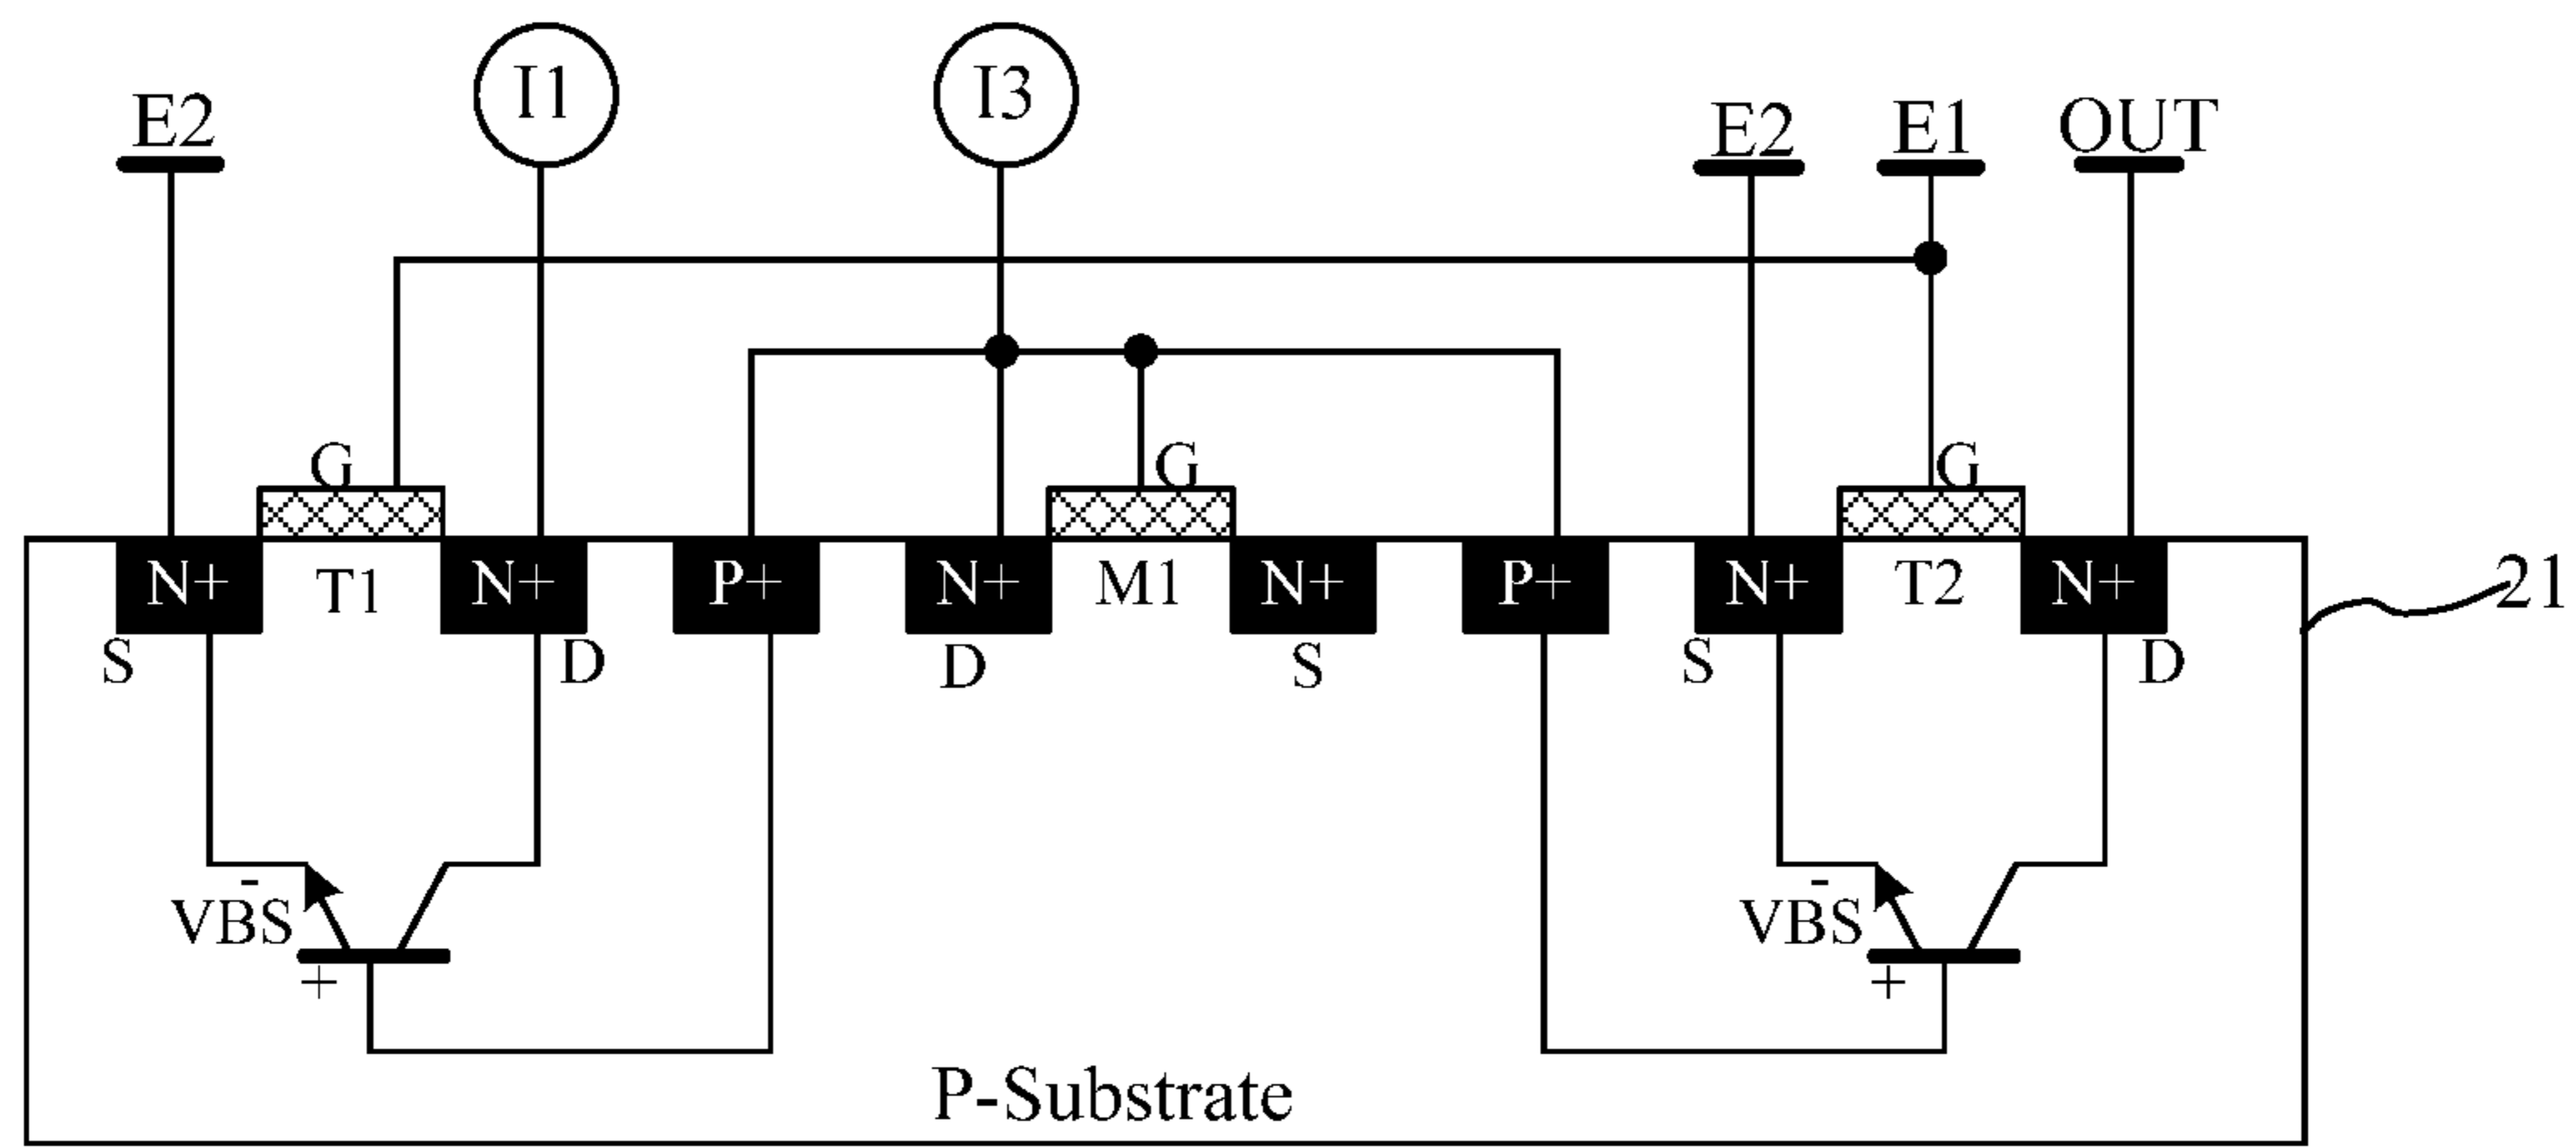 I1 I3
E2 E2 E1 OUT
G G G
N+ T1 N+ P+ N+ M1 N+ P+ N+ T2 N+ 21
S D D S S D
- -
VBS VBS
+ +
P-Substrate